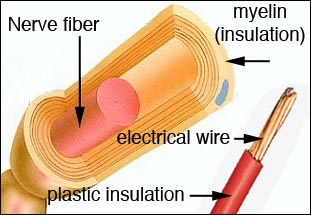 Nerve fiber
myelin
(insulation)
electrical wire
plastic insulation